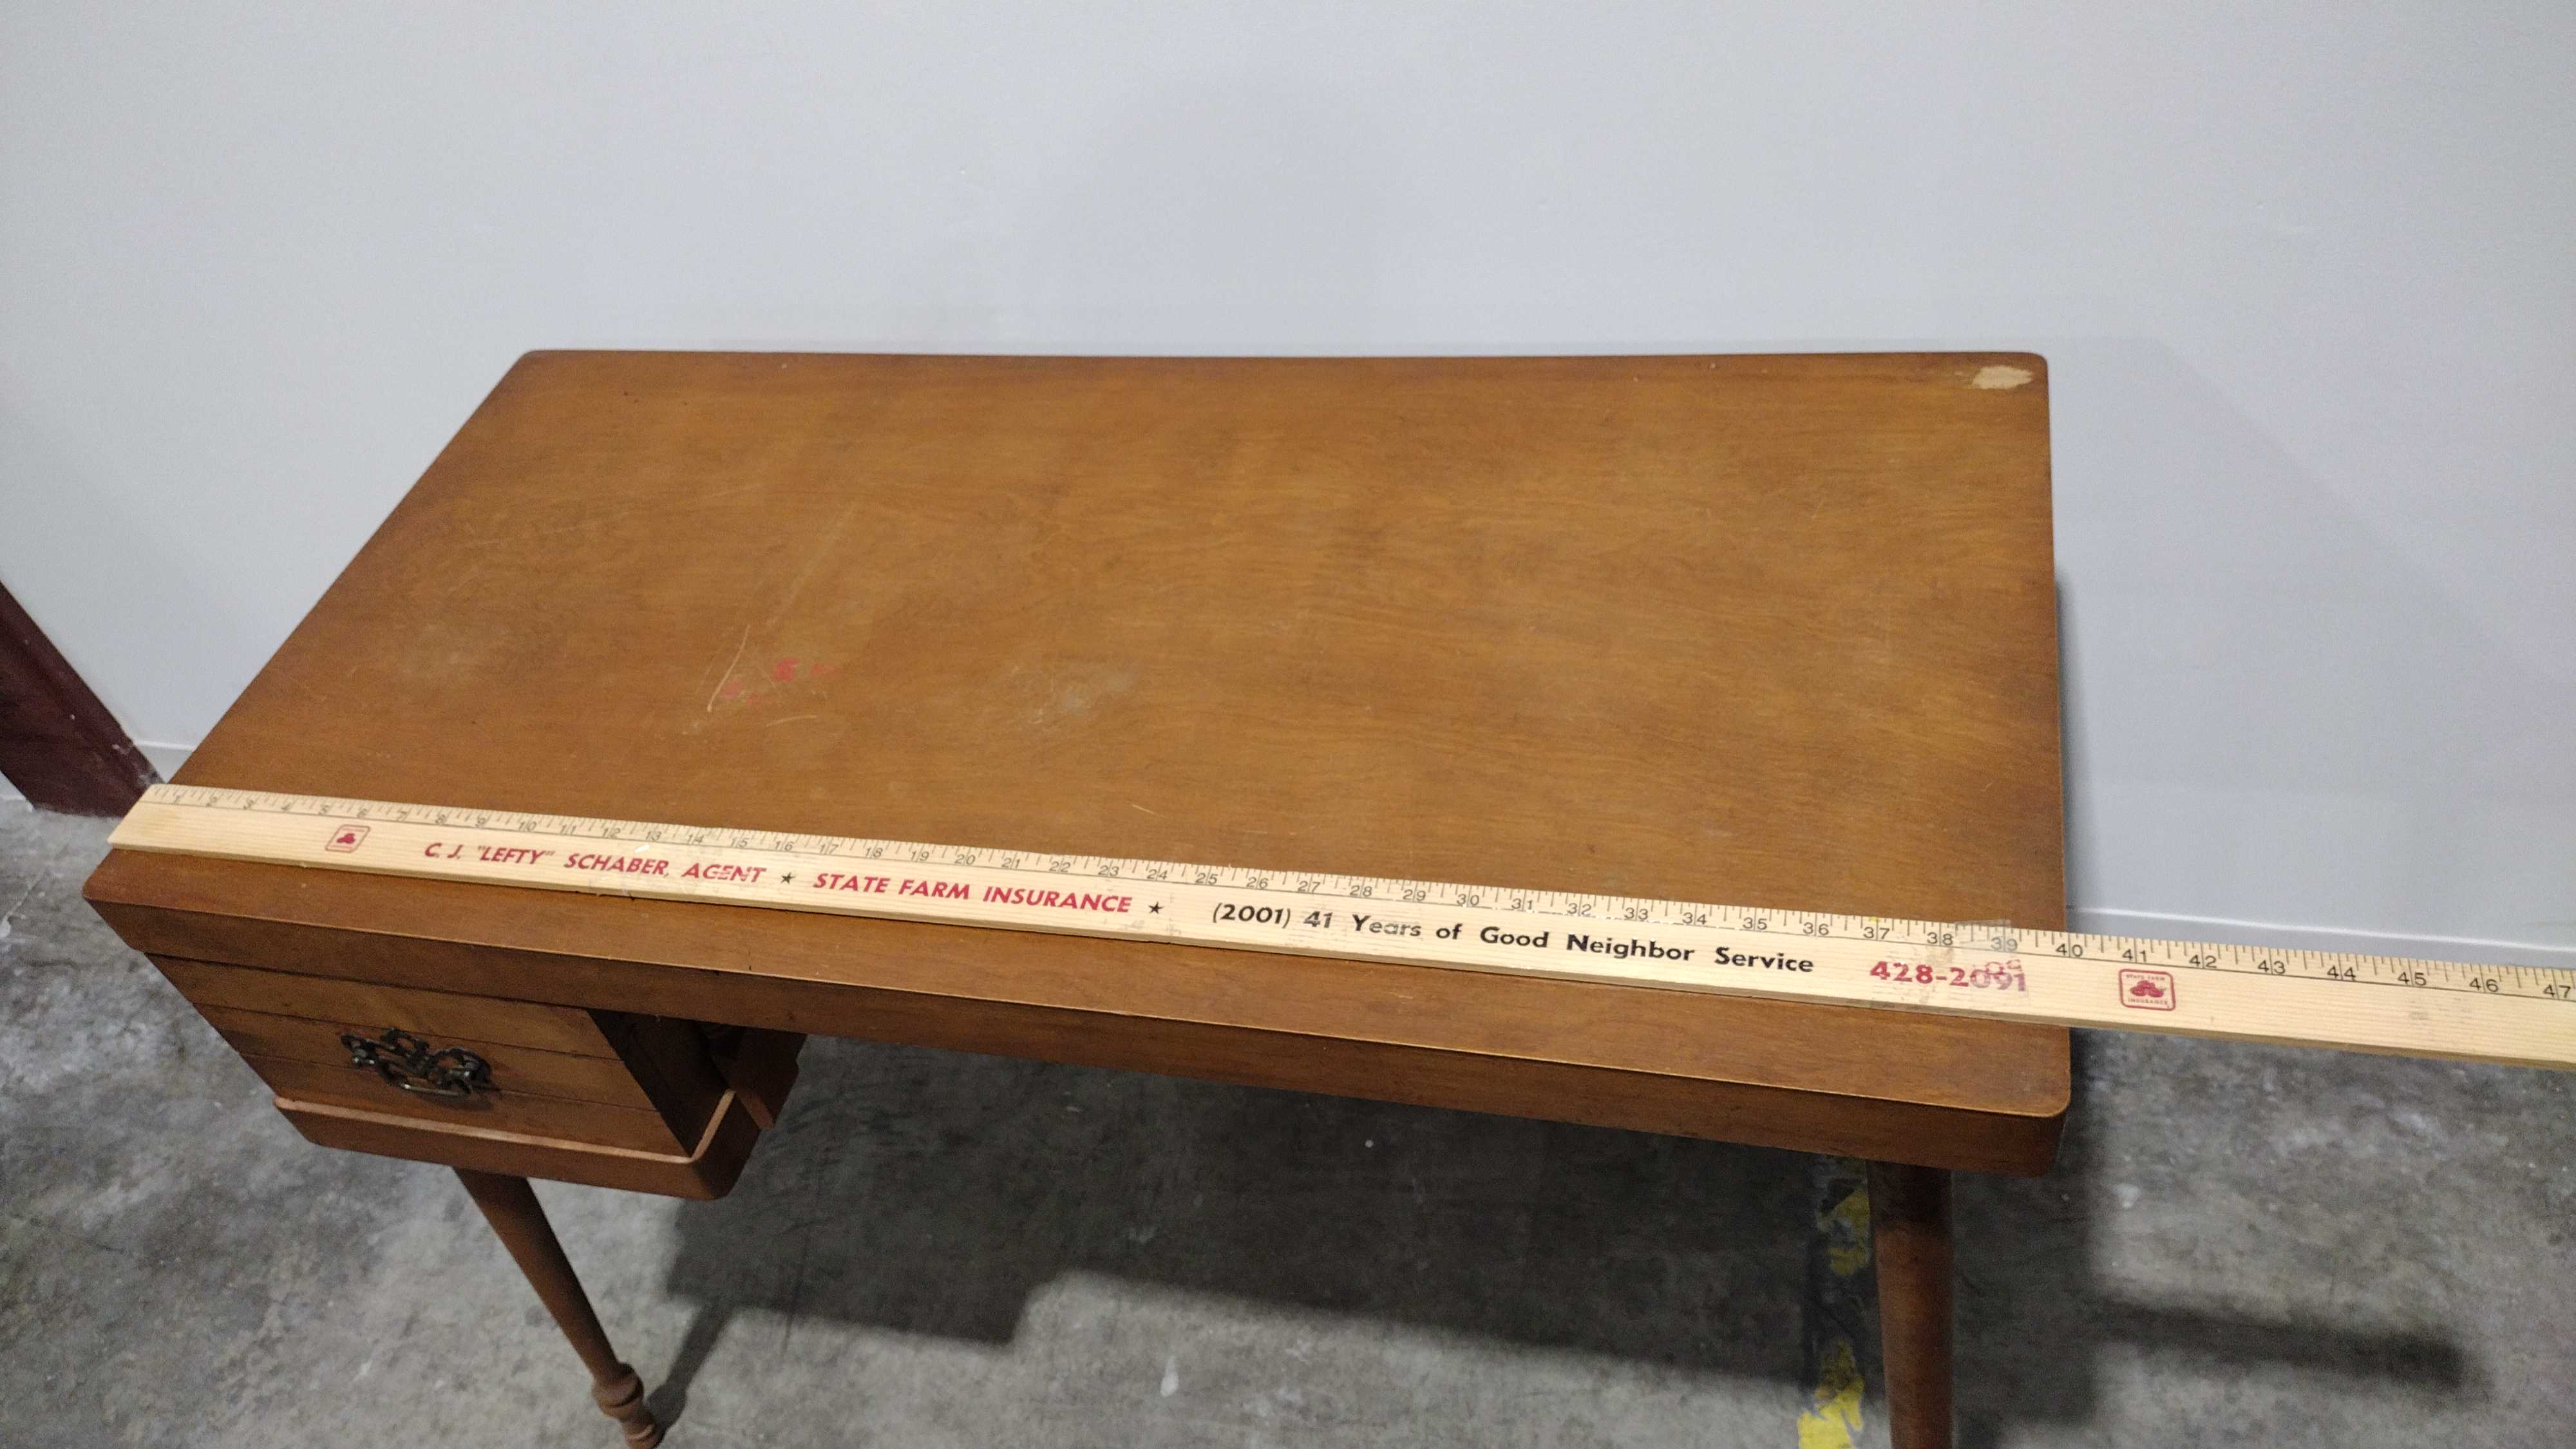 1 2 3 4 5 6 7 8 9 10 11 12 13 14 15 16 17 18 19 20 21 22 23 24 25 26 27 28 29 30 31 32 33 34 35 36 37 38 39 40 41 42 43 44 45 46 47
C. J. "LEFTY" SCHABER, AGENT ★ STATE FARM INSURANCE ★ (2001) 41 Years of Good Neighbor Service 428-2091
STATE FARM
INSURANCE